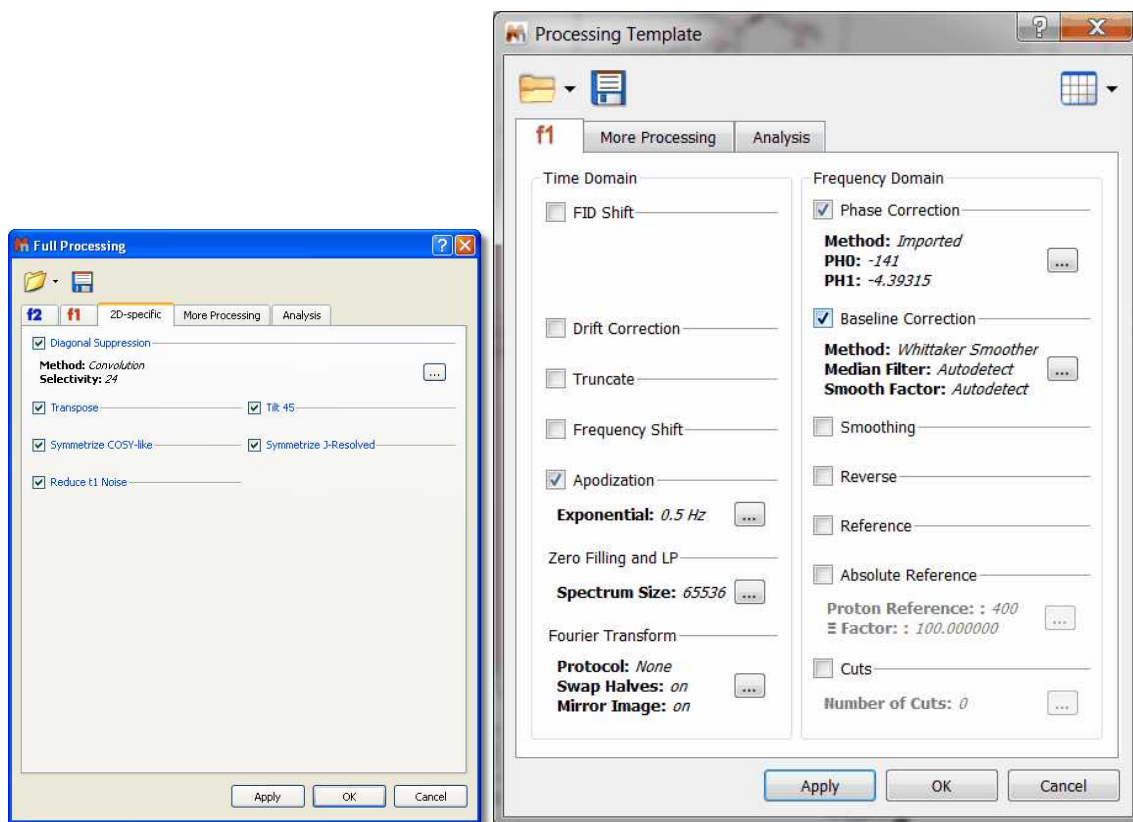 Full Processing
f2 f1 2D-specific More Processing Analysis
Diagonal Suppression
Method: Convolution
Selectivity: 24
...
Transpose Tilt 45
Symmetrize COSY-like Symmetrize J-Resolved
Reduce t1 Noise
Apply OK Cancel
Processing Template
f1 More Processing Analysis
Time Domain
FID Shift
Drift Correction
Truncate
Frequency Shift
Apodization
Exponential: 0.5 Hz ...
Zero Filling and LP
Spectrum Size: 65536 ...
Fourier Transform
Protocol: None
Swap Halves: on ...
Mirror Image: on
Frequency Domain
Phase Correction
Method: Imported
PH0: -141 ...
PH1: -4.39315
Baseline Correction
Method: Whittaker Smoother
Median Filter: Autodetect ...
Smooth Factor: Autodetect
Smoothing
Reverse
Reference
Absolute Reference
Proton Reference: : 400
Ξ Factor: : 100.000000 ...
Cuts
Number of Cuts: 0 ...
Apply OK Cancel